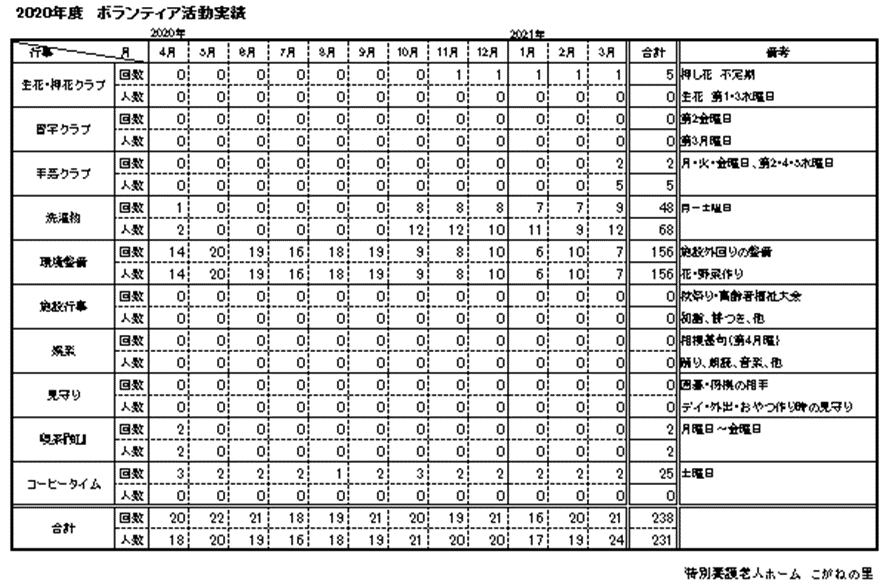 2020年度 ボランティア活動実績
2020年 2021年
行事 月 4月 5月 6月 7月 8月 9月 10月 11月 12月 1月 2月 3月 合計 備考
生花・押花クラブ 回数 0 0 0 0 0 0 0 1 1 1 1 1 5 押し花 不定期
人数 0 0 0 0 0 0 0 0 0 0 0 0 0 生花 第1・3水曜日
習字クラブ 回数 0 0 0 0 0 0 0 0 0 0 0 0 0 第2金曜日
人数 0 0 0 0 0 0 0 0 0 0 0 0 0 第3月曜日
手芸クラブ 回数 0 0 0 0 0 0 0 0 0 0 0 2 2 月・火・金曜日、第2・4・5水曜日
人数 0 0 0 0 0 0 0 0 0 0 0 5 5
洗濯物 回数 1 0 0 0 0 0 8 8 8 7 7 9 48 月－土曜日
人数 2 0 0 0 0 0 12 12 10 11 9 12 68
環境整備 回数 14 20 19 16 18 19 9 8 10 6 10 7 156 施設外回りの整備
人数 14 20 19 16 18 19 9 8 10 6 10 7 156 花・野菜作り
施設行事 回数 0 0 0 0 0 0 0 0 0 0 0 0 0 秋祭り・高齢者福祉大会
人数 0 0 0 0 0 0 0 0 0 0 0 0 0 初詣、餅つき、他
娯楽 回数 0 0 0 0 0 0 0 0 0 0 0 0 0 相模甚句(第4月曜)
人数 0 0 0 0 0 0 0 0 0 0 0 0 0 踊り、朗読、音楽、他
見守り 回数 0 0 0 0 0 0 0 0 0 0 0 0 0 囲碁・将棋の相手
人数 0 0 0 0 0 0 0 0 0 0 0 0 0 デイ・外出・おやつ作り時の見守り
喫茶 回数 2 0 0 0 0 0 0 0 0 0 0 0 2 月曜日～金曜日
人数 2 0 0 0 0 0 0 0 0 0 0 0 2
コーヒータイム 回数 3 2 2 2 1 2 3 2 2 2 2 2 25 土曜日
人数 0 0 0 0 0 0 0 0 0 0 0 0 0
合計 回数 20 22 21 18 19 21 20 19 21 16 20 21 238
人数 18 20 19 16 18 19 21 20 20 17 19 24 231
特別養護老人ホーム こがねの里